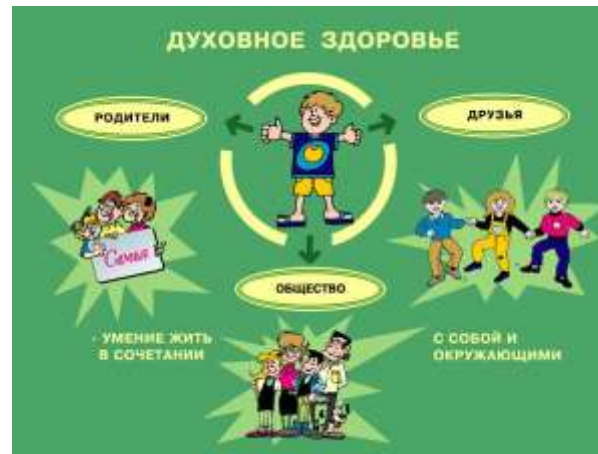 ДУХОВНОЕ ЗДОРОВЬЕ
РОДИТЕЛИ
ДРУЗЬЯ
Семья
ОБЩЕСТВО
- УМЕНИЕ ЖИТЬ
В СОЧЕТАНИИ
С СОБОЙ И
ОКРУЖАЮЩИМИ